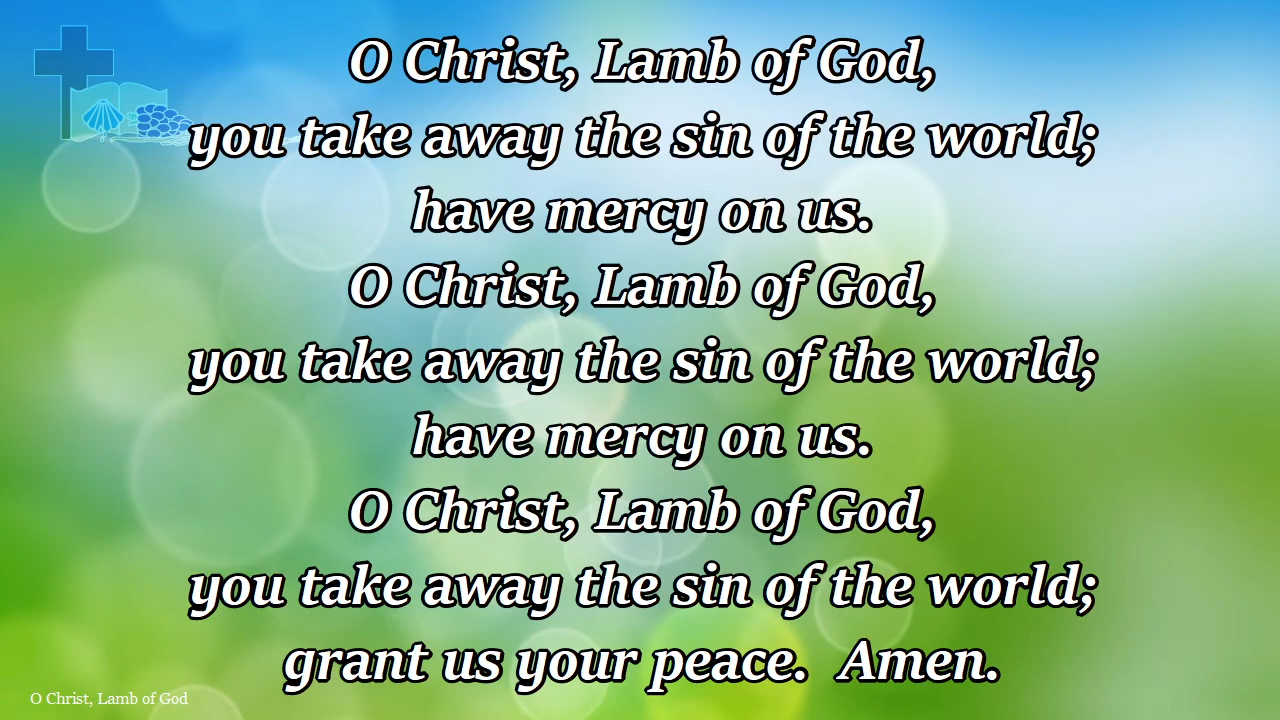 O Christ, Lamb of God,
you take away the sin of the world;
have mercy on us.
O Christ, Lamb of God,
you take away the sin of the world;
have mercy on us.
O Christ, Lamb of God,
you take away the sin of the world;
grant us your peace.  Amen.
O Christ, Lamb of God